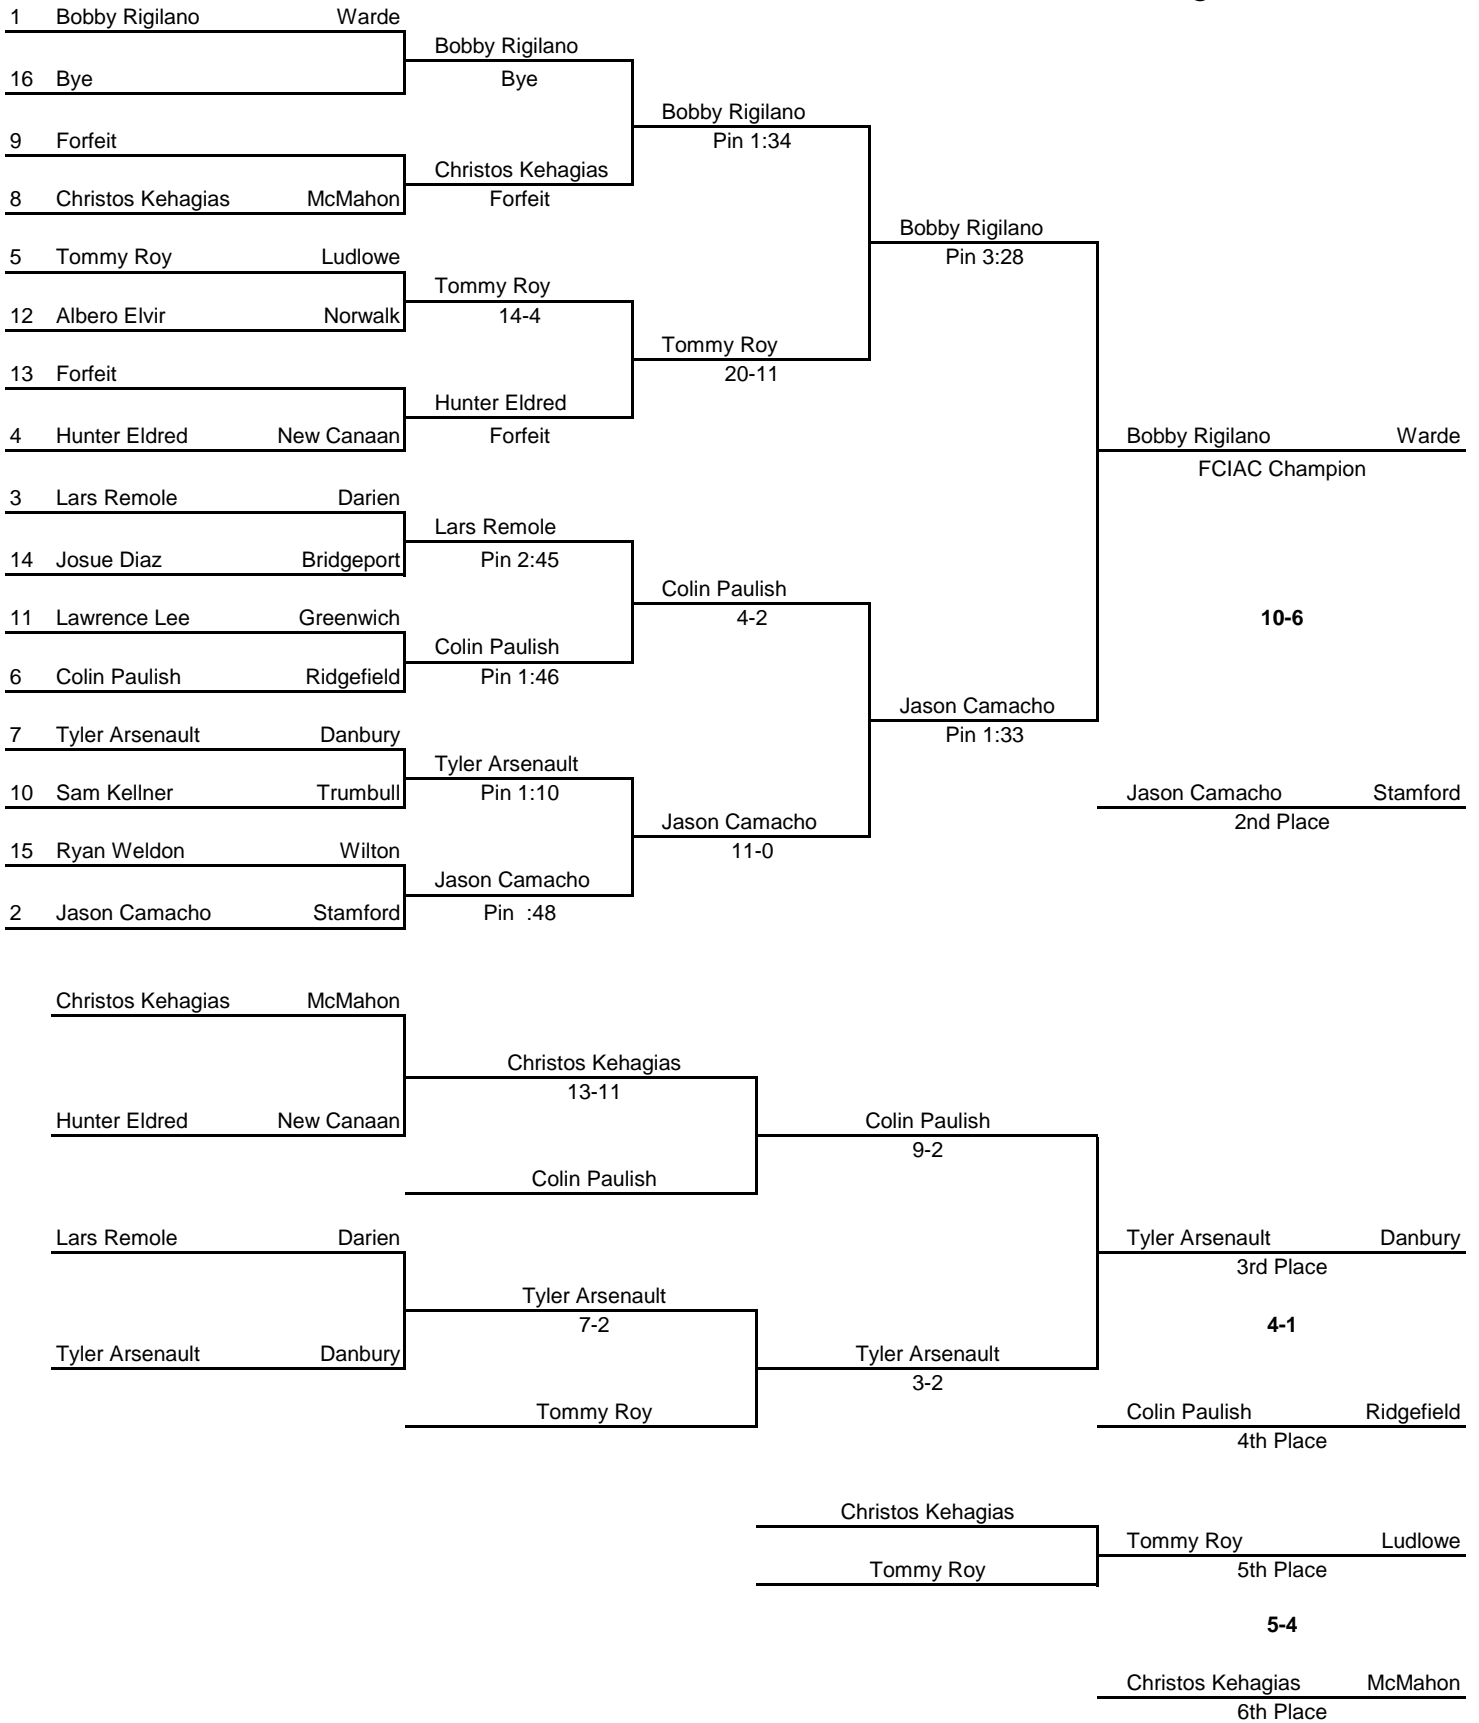 1 Bobby Rigilano Warde
Bobby Rigilano
16 Bye Bye
Bobby Rigilano
9 Forfeit Pin 1:34
Christos Kehagias
8 Christos Kehagias McMahon Forfeit
Bobby Rigilano
5 Tommy Roy Ludlowe Pin 3:28
Tommy Roy
12 Albero Elvir Norwalk 14-4
Tommy Roy
13 Forfeit 20-11
Hunter Eldred
4 Hunter Eldred New Canaan Forfeit Bobby Rigilano Warde
FCIAC Champion
3 Lars Remole Darien
Lars Remole
14 Josue Diaz Bridgeport Pin 2:45
Colin Paulish
11 Lawrence Lee Greenwich 4-2 10-6
Colin Paulish
6 Colin Paulish Ridgefield Pin 1:46
Jason Camacho
7 Tyler Arsenault Danbury Pin 1:33
Tyler Arsenault
10 Sam Kellner Trumbull Pin 1:10 Jason Camacho Stamford
Jason Camacho 2nd Place
15 Ryan Weldon Wilton 11-0
Jason Camacho
2 Jason Camacho Stamford Pin :48
Christos Kehagias McMahon
Christos Kehagias
13-11
Hunter Eldred New Canaan Colin Paulish
9-2
Colin Paulish
Lars Remole Darien Tyler Arsenault Danbury
3rd Place
Tyler Arsenault
7-2 4-1
Tyler Arsenault Danbury Tyler Arsenault
3-2
Tommy Roy Colin Paulish Ridgefield
4th Place
Christos Kehagias
Tommy Roy Ludlowe
Tommy Roy 5th Place
5-4
Christos Kehagias McMahon
6th Place